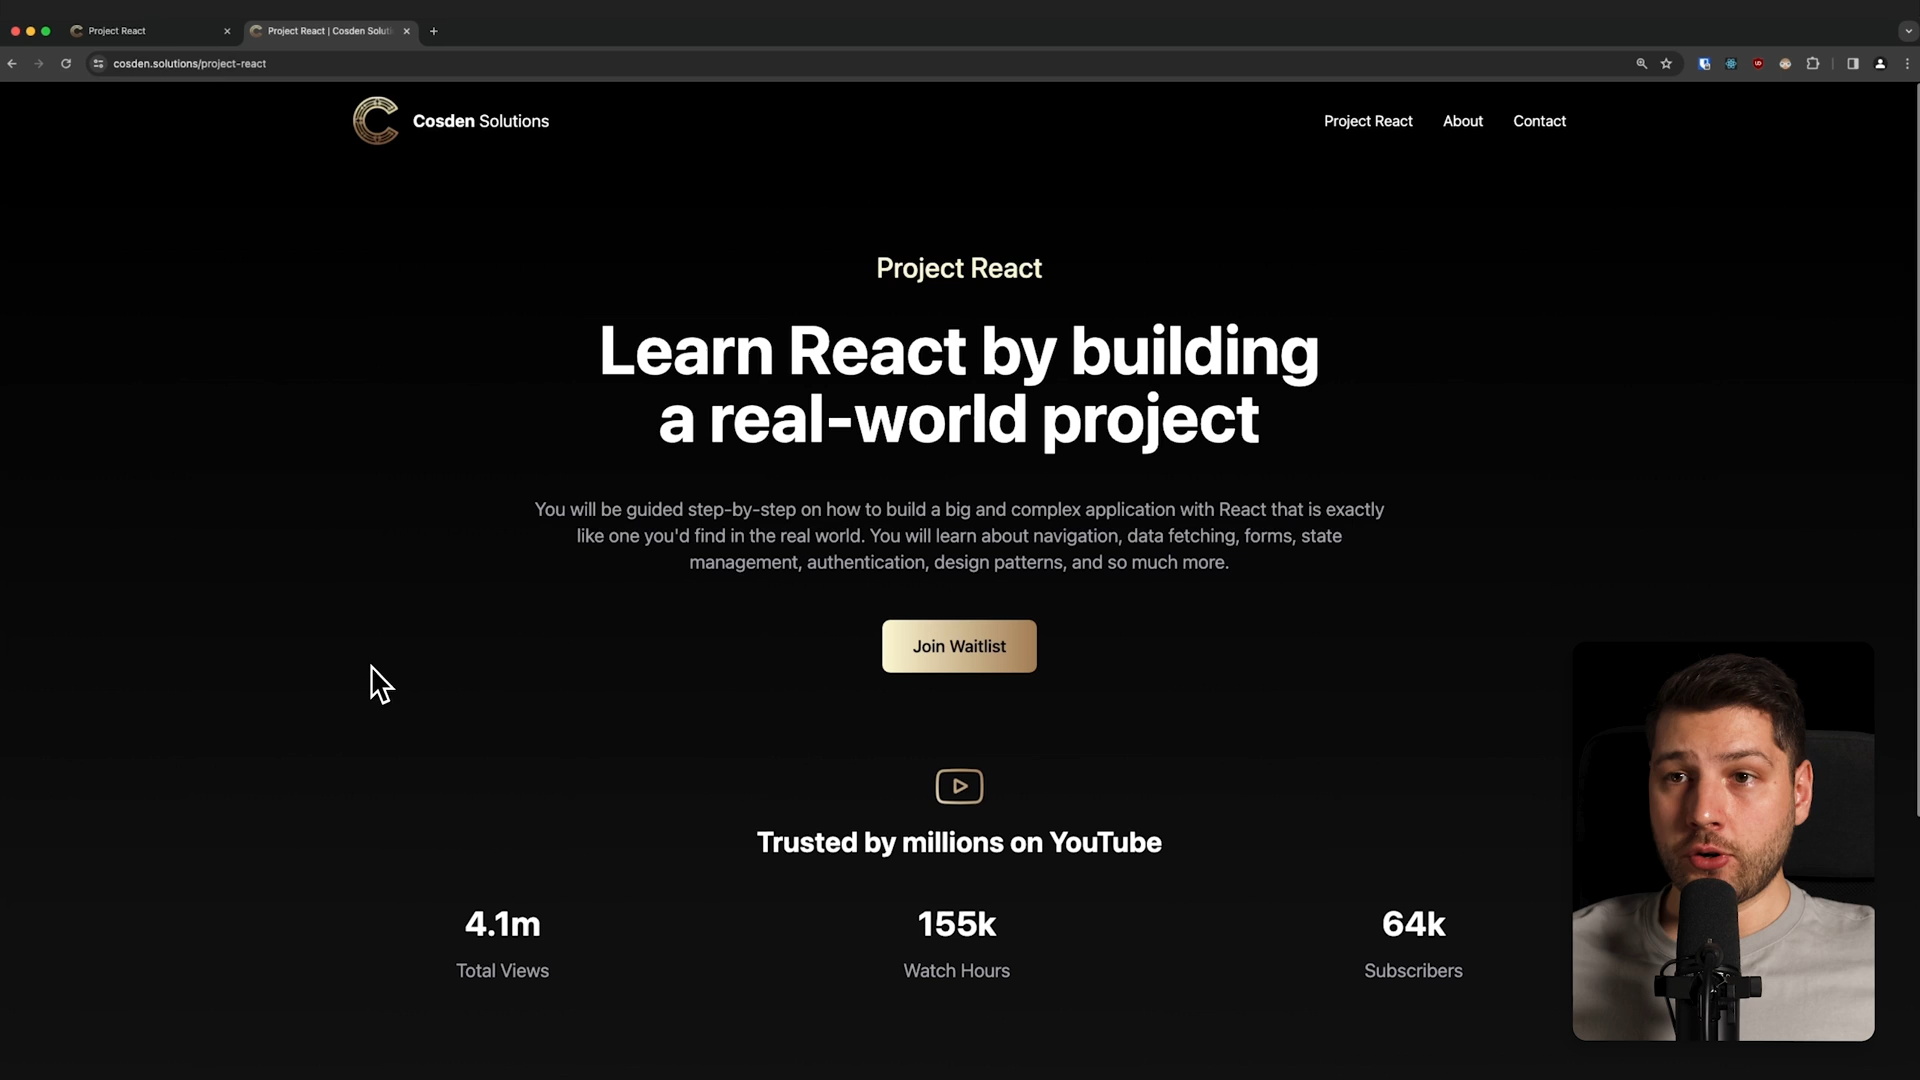 Project React
Project React | Cosden Soluti
cosden.solutions/project-react
Cosden Solutions
Project React
About
Contact
Project React
Learn React by building
a real-world project
You will be guided step-by-step on how to build a big and complex application with React that is exactly
like one you'd find in the real world. You will learn about navigation, data fetching, forms, state
management, authentication, design patterns, and so much more.
Join Waitlist
Trusted by millions on YouTube
4.1m
Total Views
155k
Watch Hours
64k
Subscribers